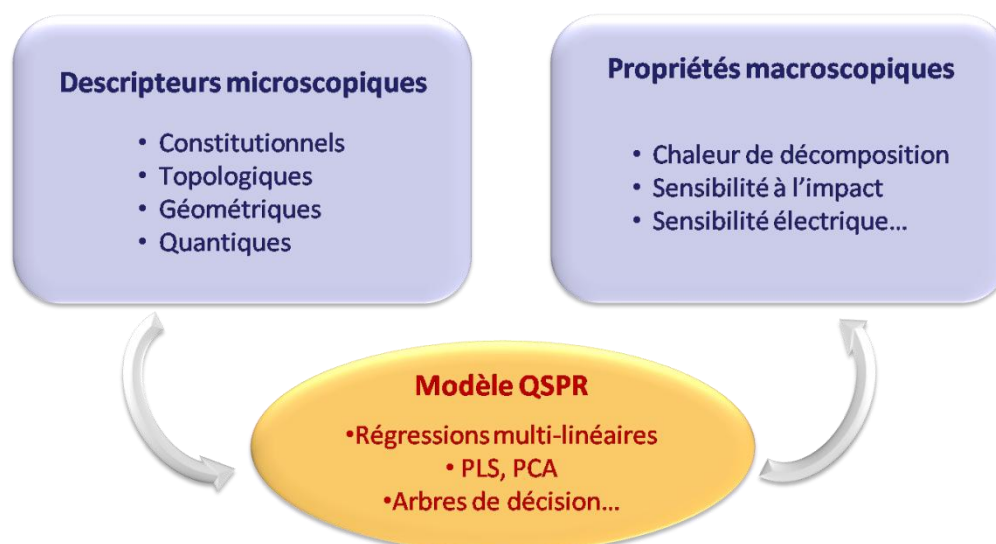 Descripteurs microscopiques
• Constitutionnels
• Topologiques
• Géométriques
• Quantiques
Propriétés macroscopiques
• Chaleur de décomposition
• Sensibilité à l'impact
• Sensibilité électrique…
Modèle QSPR
•Régressions multi-linéaires
• PLS, PCA
•Arbres de décision…